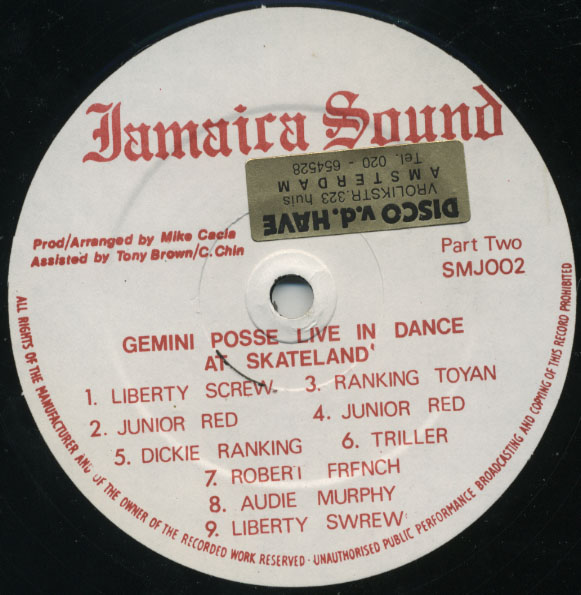 Jamaica Sound
DISCO v.d. HAVE
VROLIKSTR. 323 huis
AMSTERDAM
Tel. 020 - 654528
Prod/Arranged by Mike Cacia
Assisted by Tony Brown/C. Chin
Part Two
SMJ002
GEMINI POSSE LIVE IN DANCE
AT SKATELAND'
1. LIBERTY SCREW
3. RANKING TOYAN
2. JUNIOR RED
4. JUNIOR RED
5. DICKIE RANKING
6. TRILLER
7. ROBERT FRFNCH
8. AUDIE MURPHY
9. LIBERTY SWREW
ALL RIGHTS OF THE MANUFACTURER AND OF THE OWNER OF THE RECORDED WORK RESERVED · UNAUTHORISED PUBLIC PERFORMANCE BROADCASTING AND COPYING OF THIS RECORD PROHIBITED